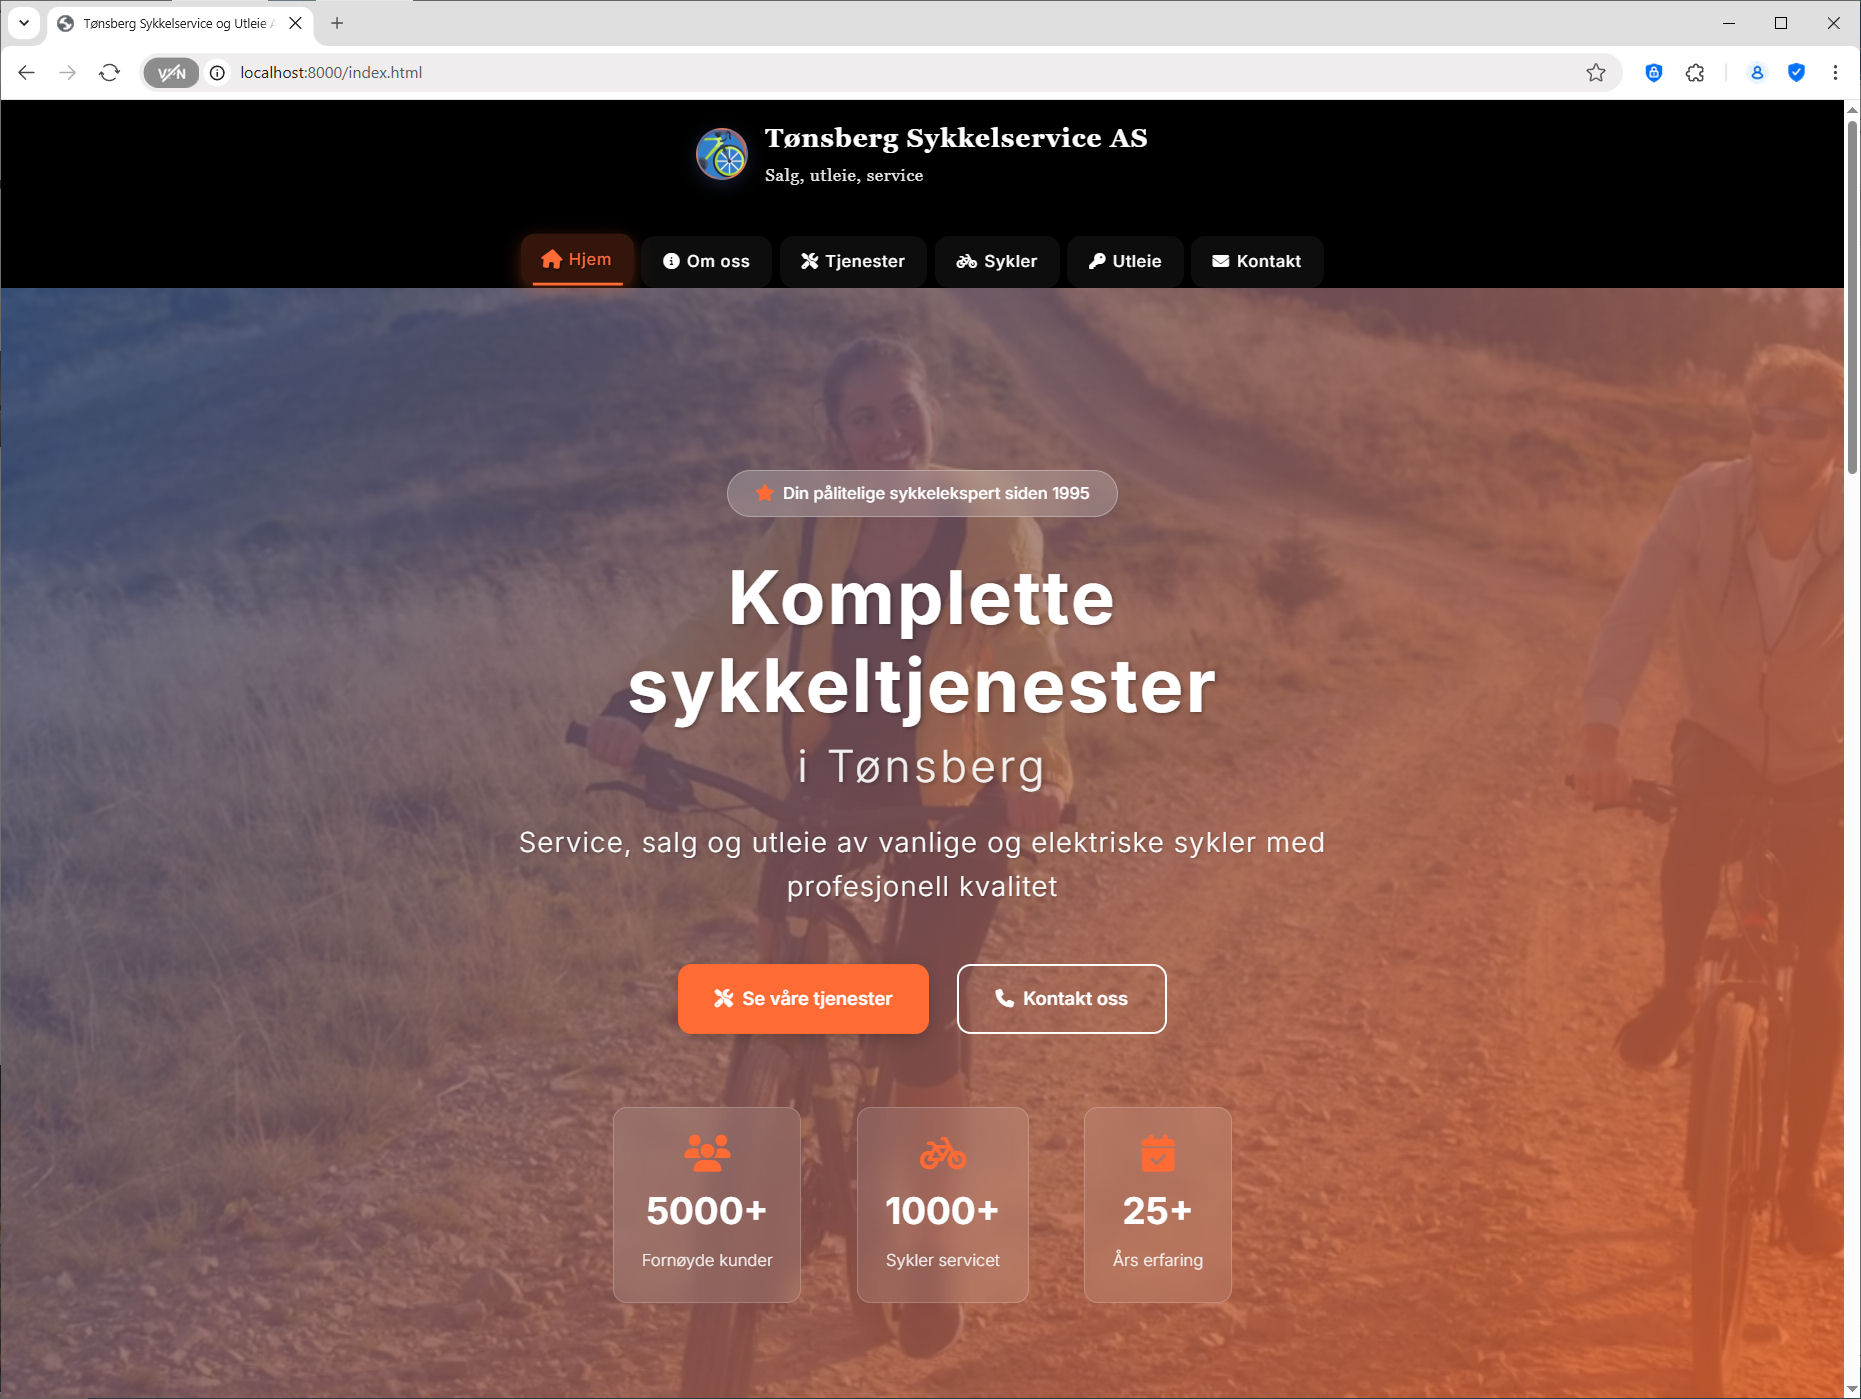 Tønsberg Sykkelservice og Utleie A
VPN
localhost:8000/index.html
Tønsberg Sykkelservice AS
Salg, utleie, service
Hjem
Om oss
Tjenester
Sykler
Utleie
Kontakt
Din pålitelige sykkelekspert siden 1995
Komplette
sykkeltjenester
i Tønsberg
Service, salg og utleie av vanlige og elektriske sykler med
profesjonell kvalitet
Se våre tjenester
Kontakt oss
5000+
Fornøyde kunder
1000+
Sykler servicet
25+
Års erfaring